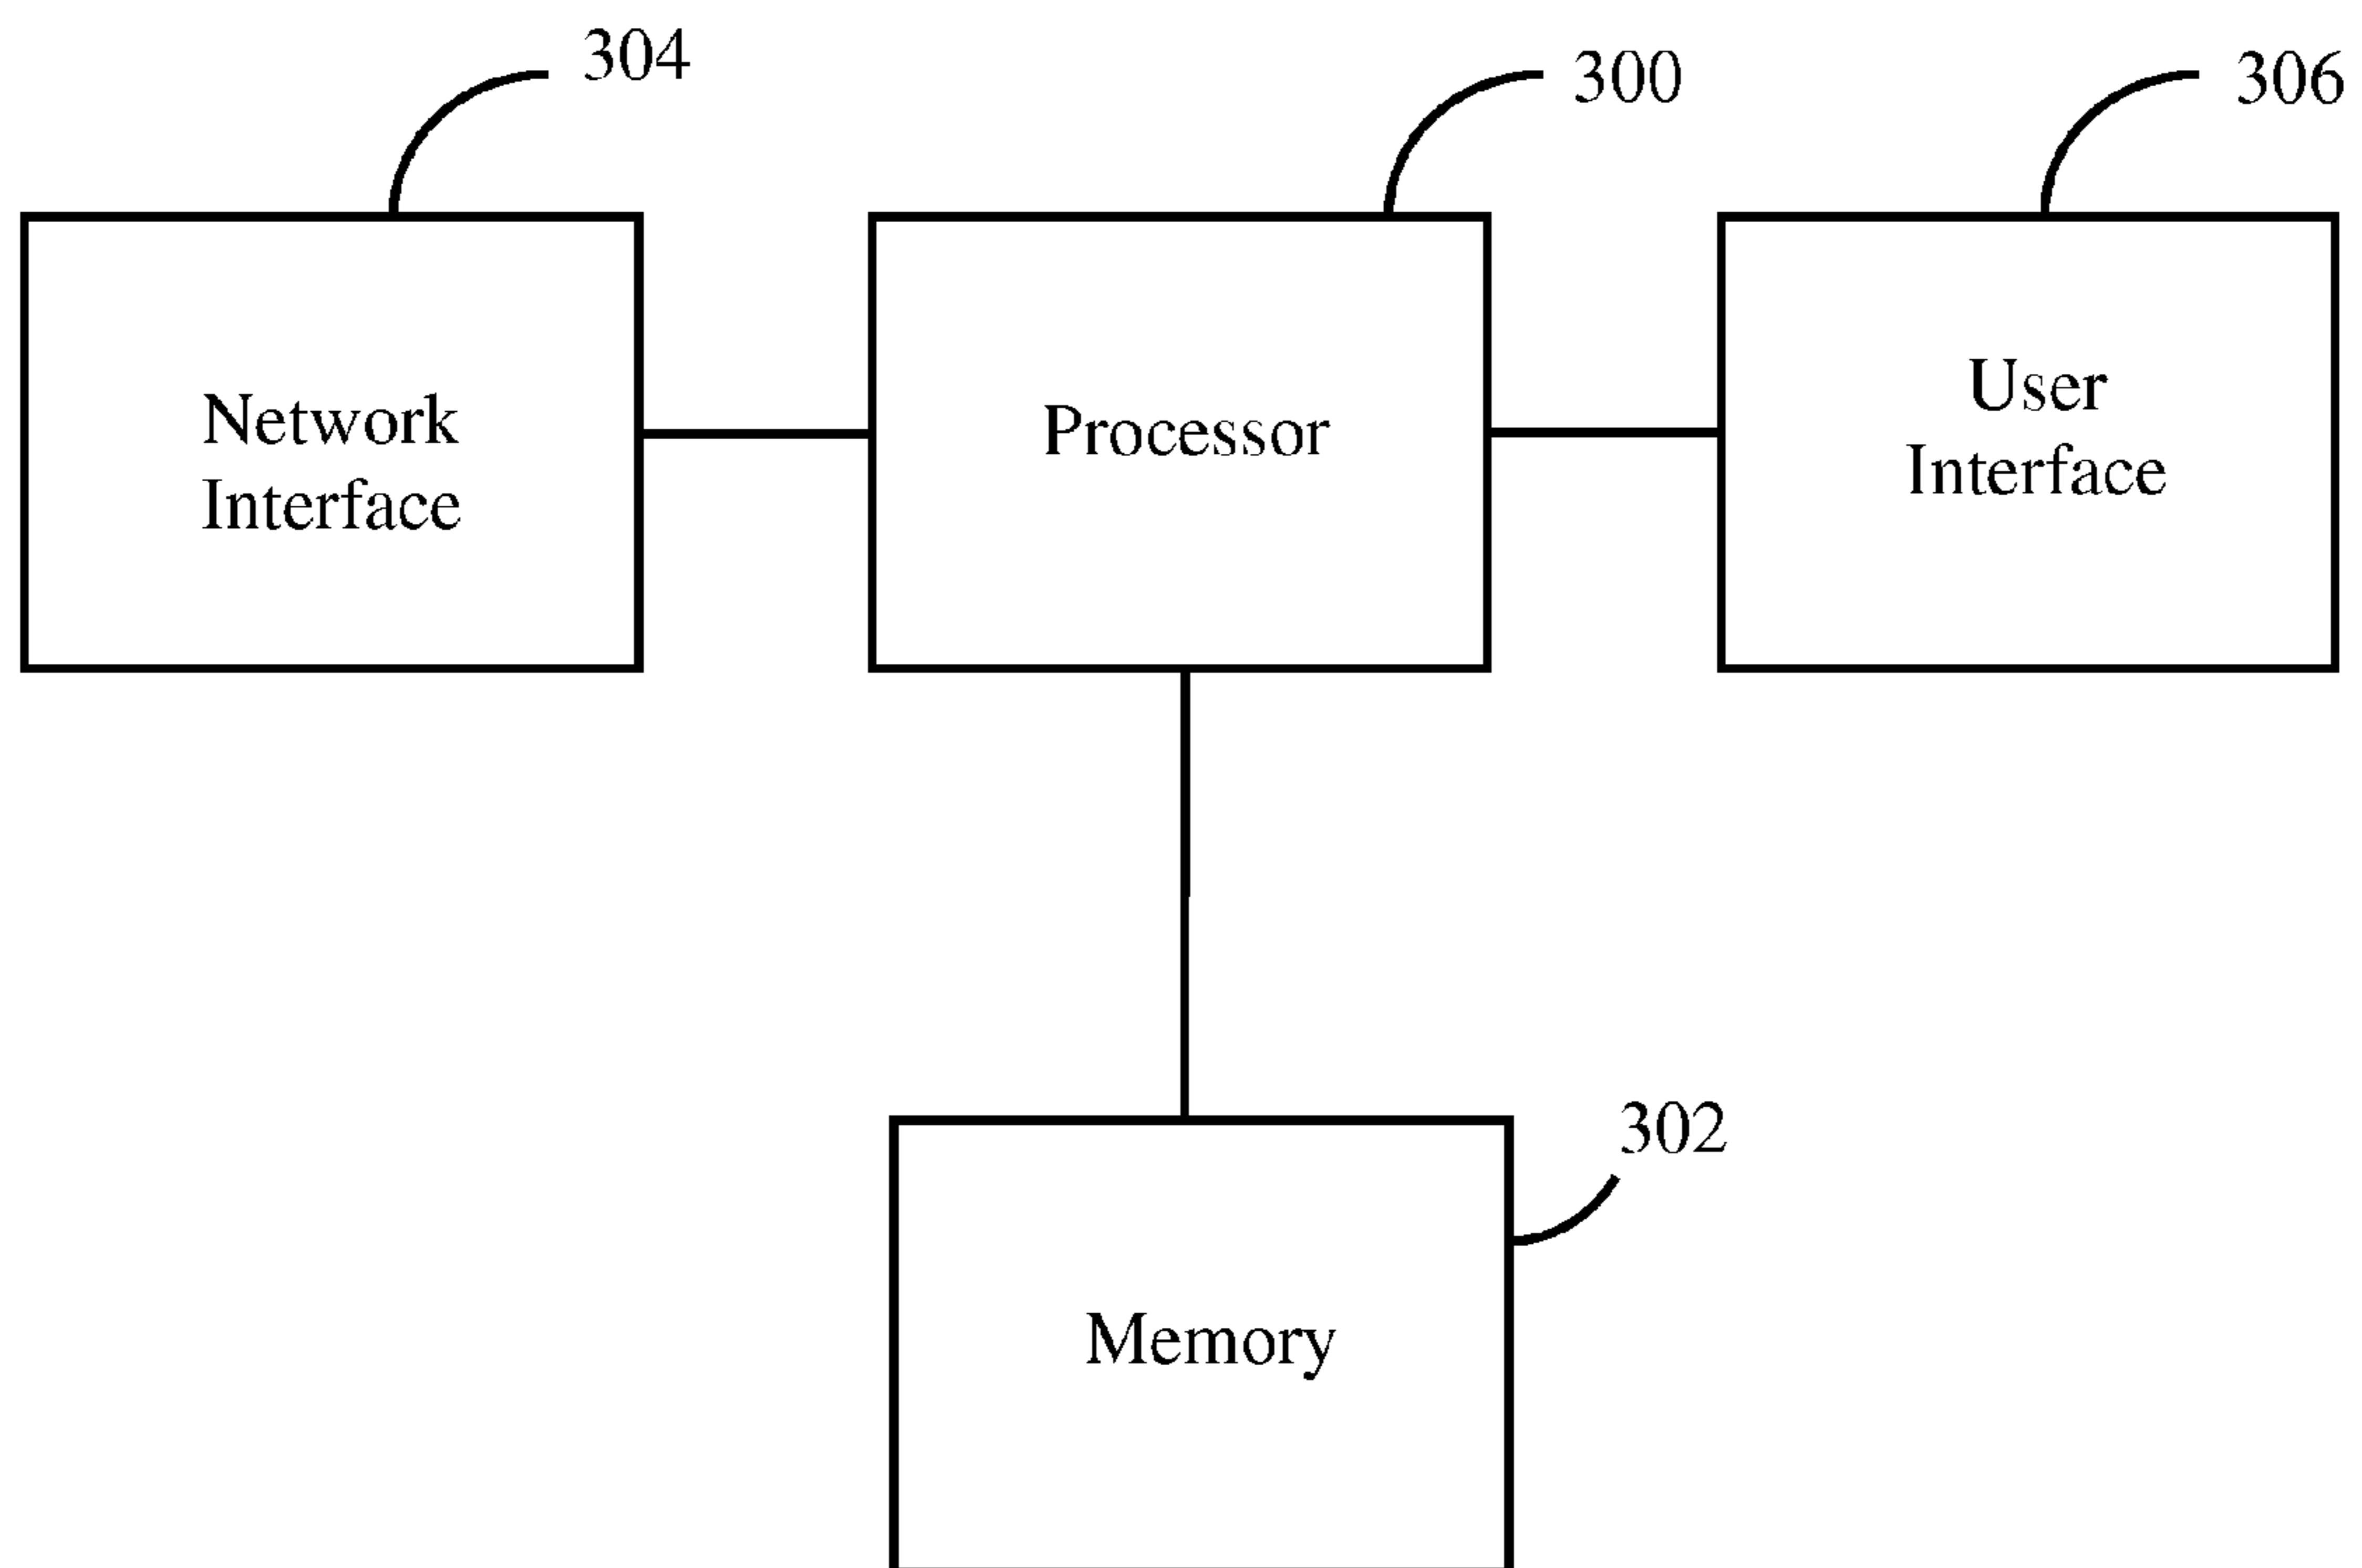 304
300
306
Network
Interface
Processor
User
Interface
302
Memory